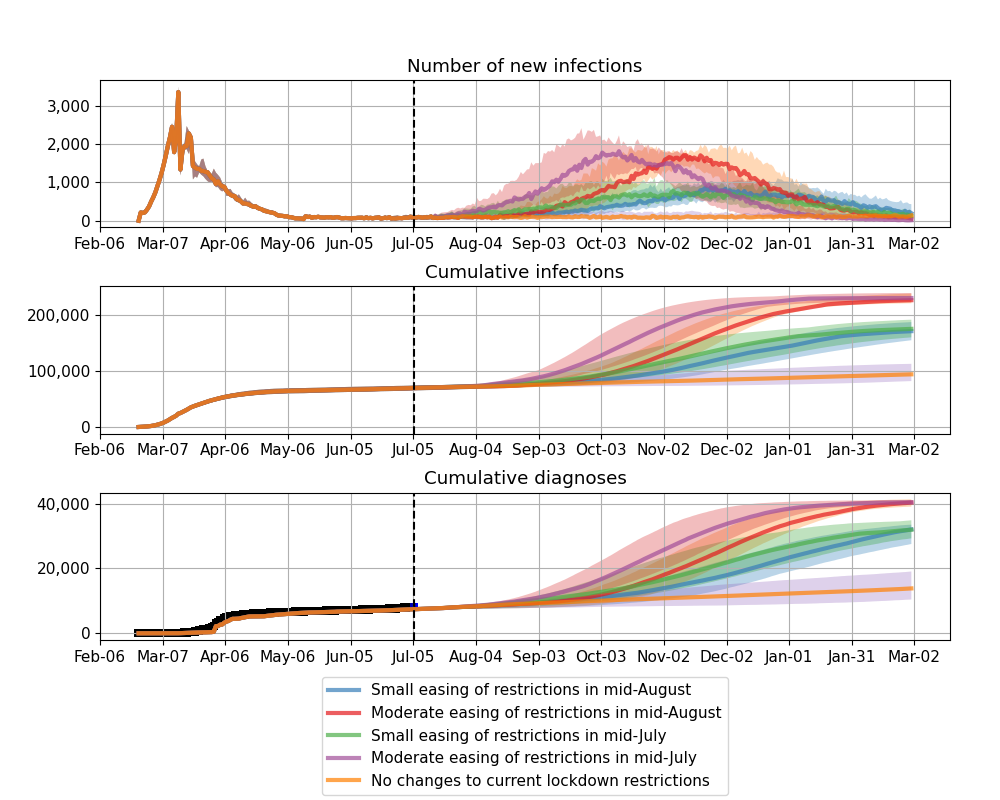 Number of new infections
3,000
2,000
1,000
0
Feb-06 Mar-07 Apr-06 May-06 Jun-05 Jul-05 Aug-04 Sep-03 Oct-03 Nov-02 Dec-02 Jan-01 Jan-31 Mar-02
Cumulative infections
200,000
100,000
0
Feb-06 Mar-07 Apr-06 May-06 Jun-05 Jul-05 Aug-04 Sep-03 Oct-03 Nov-02 Dec-02 Jan-01 Jan-31 Mar-02
Cumulative diagnoses
40,000
20,000
0
Feb-06 Mar-07 Apr-06 May-06 Jun-05 Jul-05 Aug-04 Sep-03 Oct-03 Nov-02 Dec-02 Jan-01 Jan-31 Mar-02
Small easing of restrictions in mid-August
Moderate easing of restrictions in mid-August
Small easing of restrictions in mid-July
Moderate easing of restrictions in mid-July
No changes to current lockdown restrictions